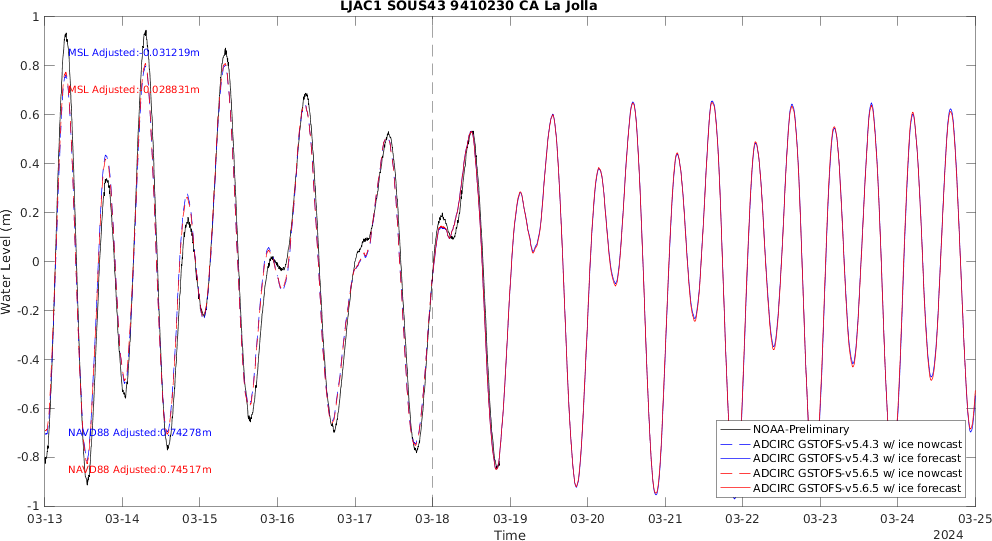 LJAC1 SOUS43 9410230 CA La Jolla
1
0.8
0.6
0.4
0.2
0
-0.2
-0.4
-0.6
-0.8
-1
Water Level (m)
MSL Adjusted:-0.031219m
MSL Adjusted:-0.028831m
NAVD88 Adjusted:0.74278m
NAVD88 Adjusted:0.74517m
NOAA-Preliminary
ADCIRC GSTOFS-v5.4.3 w/ ice nowcast
ADCIRC GSTOFS-v5.4.3 w/ ice forecast
ADCIRC GSTOFS-v5.6.5 w/ ice nowcast
ADCIRC GSTOFS-v5.6.5 w/ ice forecast
03-13 03-14 03-15 03-16 03-17 03-18 03-19 03-20 03-21 03-22 03-23 03-24 03-25
Time
2024